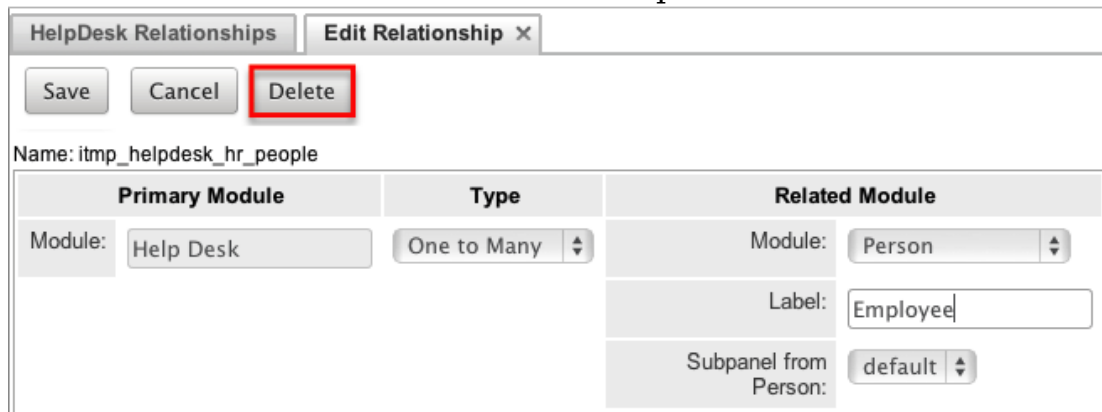 HelpDesk Relationships Edit Relationship ×
Save Cancel Delete
Name: itmp_helpdesk_hr_people
Primary Module Type Related Module
Module: Help Desk One to Many Module: Person
Label: Employee
Subpanel from default
Person: